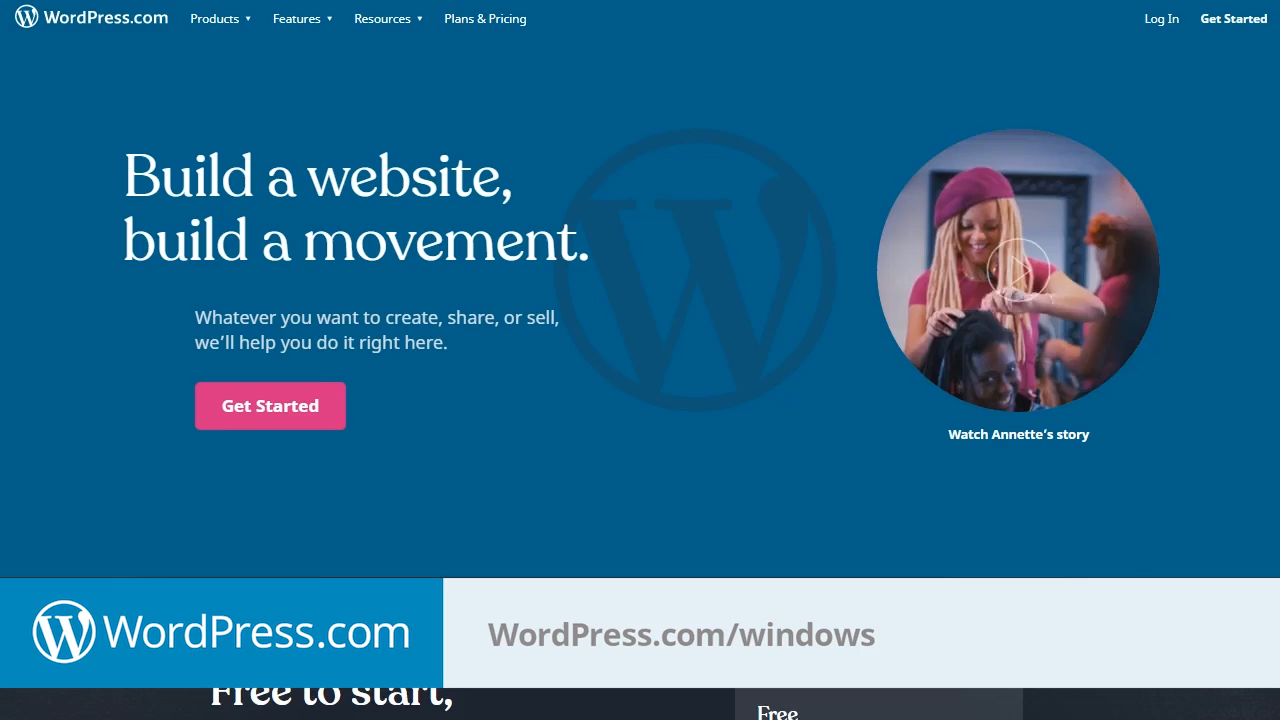 WordPress.com
Products
Features
Resources
Plans & Pricing
Log In
Get Started
Build a website,
build a movement.
Whatever you want to create, share, or sell,
we'll help you do it right here.
Get Started
Watch Annette's story
WordPress.com
WordPress.com/windows
Free to start,
Free